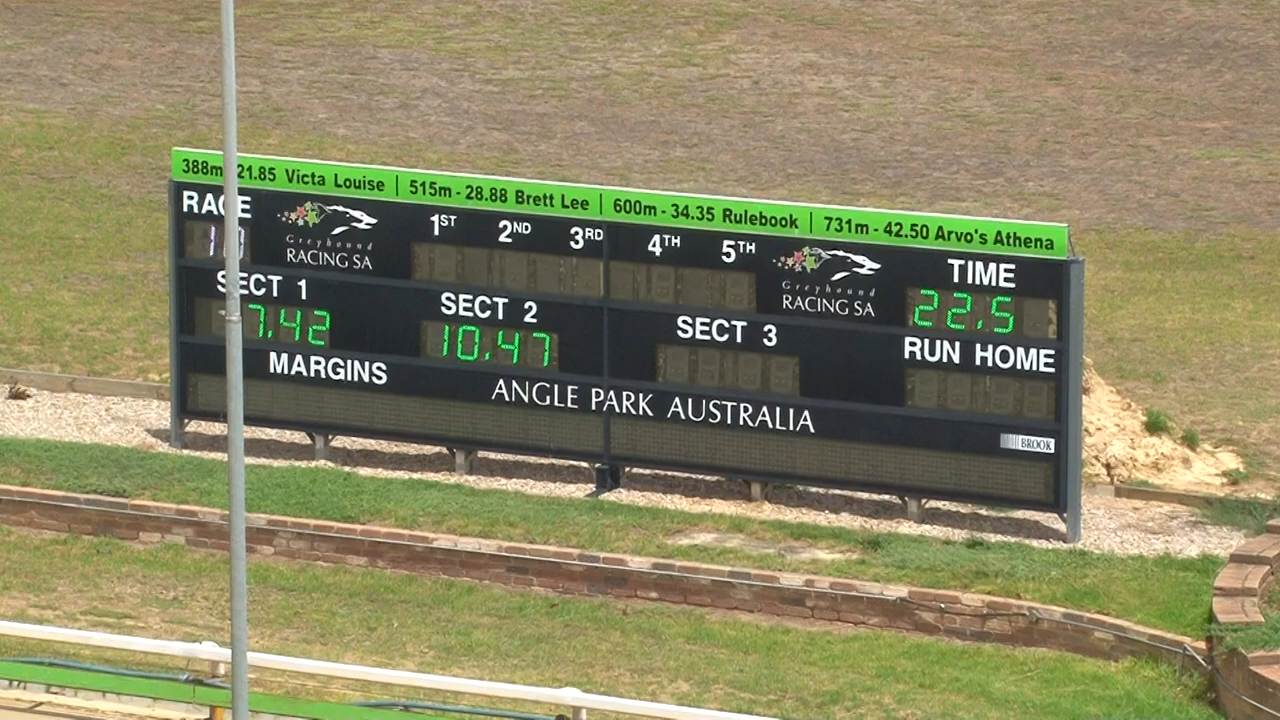 388m 21.85 Victa Louise | 515m - 28.88 Brett Lee | 600m - 34.35 Rulebook | 731m - 42.50 Arvo's Athena
RACE
Greyhound
RACING SA
1ST 2ND 3RD 4TH 5TH
Greyhound
RACING SA
TIME
22.5
SECT 1
7.42
SECT 2
10.47
SECT 3
RUN HOME
MARGINS
ANGLE PARK AUSTRALIA
BROOK